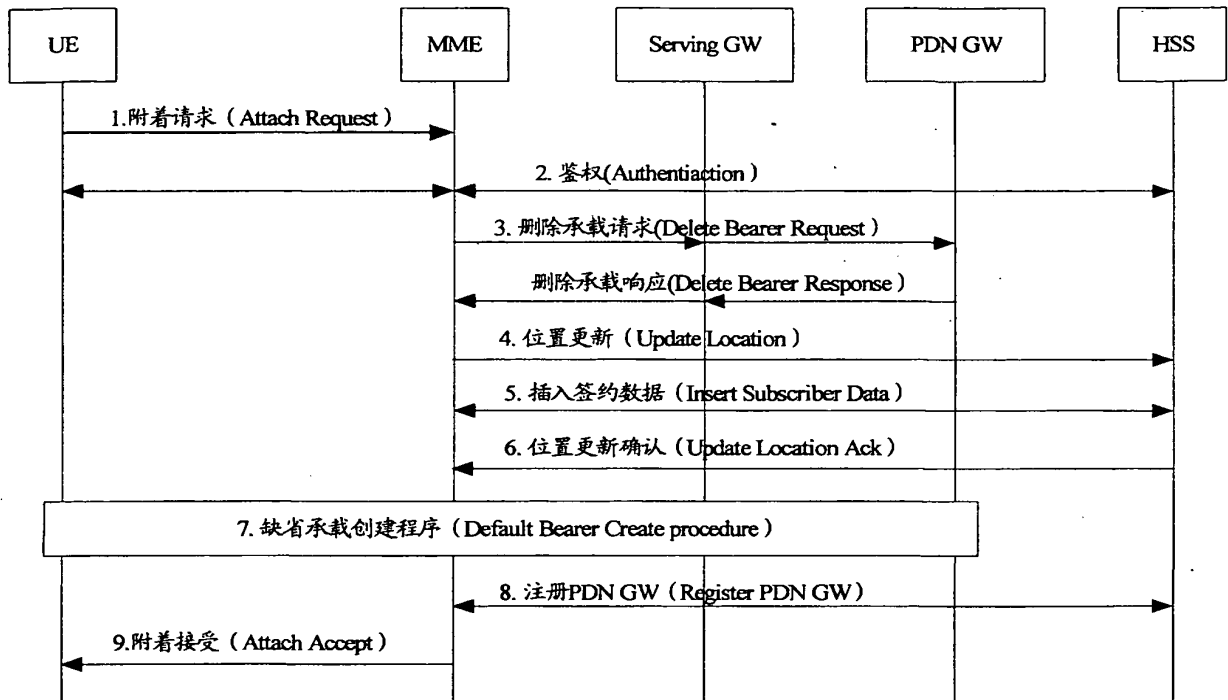 UE
MME
Serving GW
PDN GW
HSS
1.附着请求（Attach Request）
2. 鉴权(Authentiaction）
3. 删除承载请求(Delete Bearer Request）
删除承载响应(Delete Bearer Response）
4. 位置更新（Update Location）
5. 插入签约数据（Insert Subscriber Data）
6. 位置更新确认（Update Location Ack）
7. 缺省承载创建程序（Default Bearer Create procedure）
8. 注册PDN GW（Register PDN GW）
9.附着接受（Attach Accept）